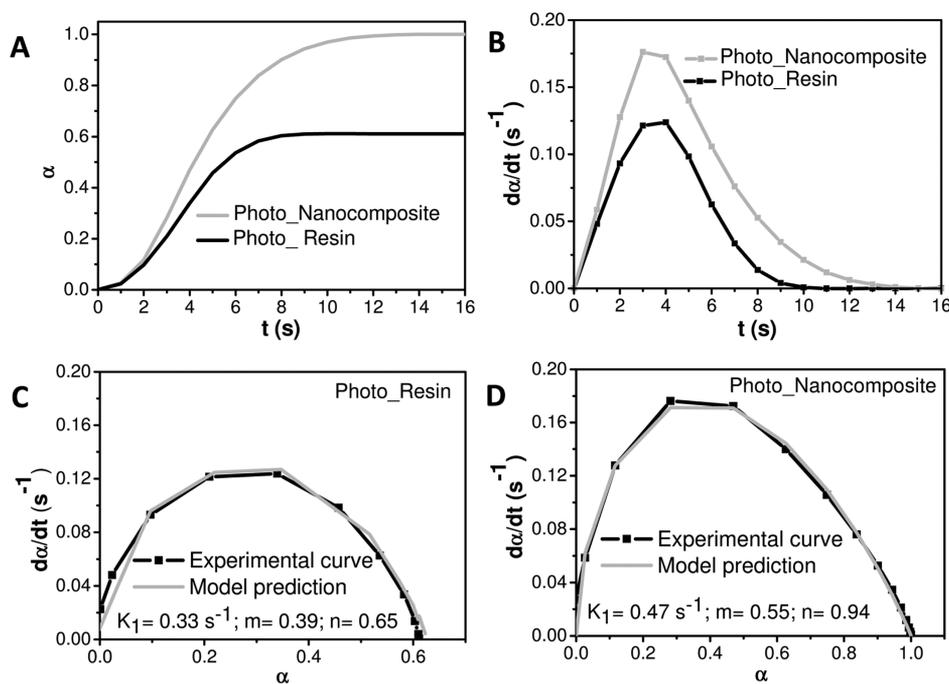 A
1.0
0.8
0.6
0.4
0.2
0.0
α
Photo_Nanocomposite
Photo_ Resin
0 2 4 6 8 10 12 14 16
t (s)
B
0.20
0.15
0.10
0.05
0.00
dα/dt (s⁻¹)
Photo_Nanocomposite
Photo_Resin
0 2 4 6 8 10 12 14 16
t (s)
C
0.20
0.16
0.12
0.08
0.04
0.00
dα/dt (s⁻¹)
Photo_Resin
Experimental curve
Model prediction
K₁= 0.33 s⁻¹; m= 0.39; n= 0.65
0.0 0.2 0.4 0.6
α
D
0.20
0.16
0.12
0.08
0.04
0.00
dα/dt (s⁻¹)
Photo_Nanocomposite
Experimental curve
Model prediction
K₁= 0.47 s⁻¹; m= 0.55; n= 0.94
0.0 0.2 0.4 0.6 0.8 1.0
α